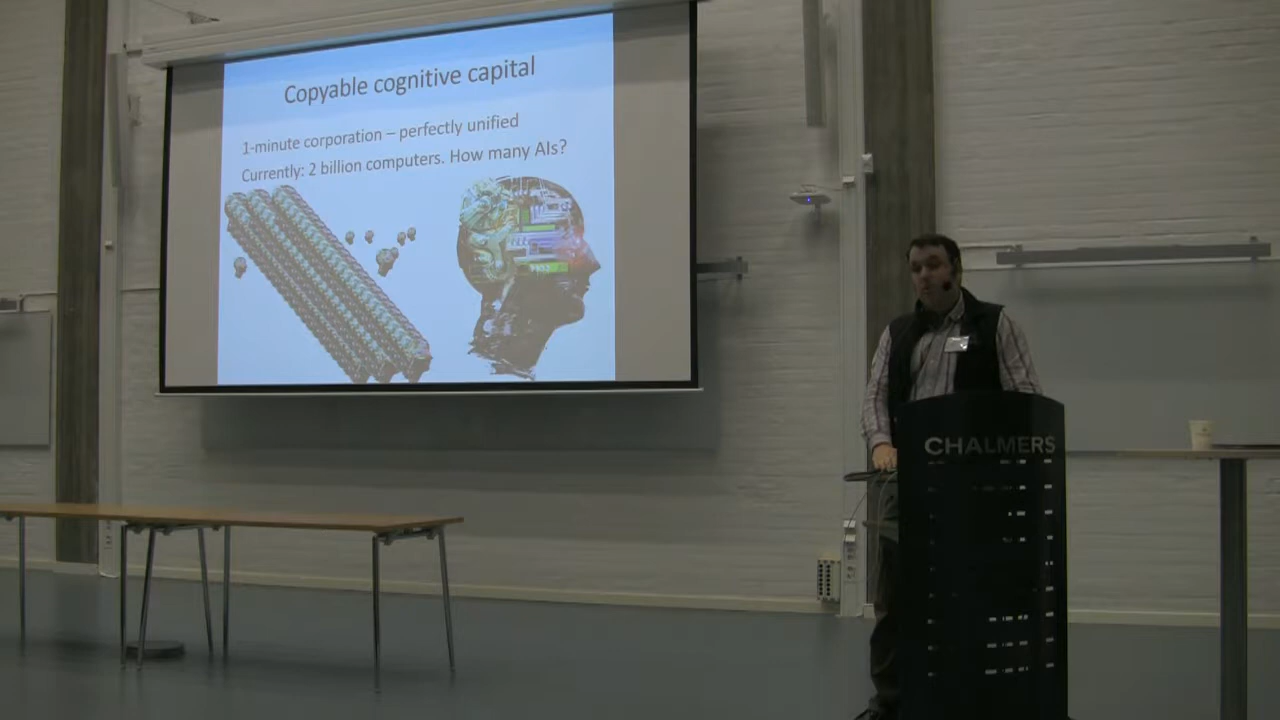 Copyable cognitive capital
1-minute corporation – perfectly unified
Currently: 2 billion computers. How many AIs?
CHALMERS